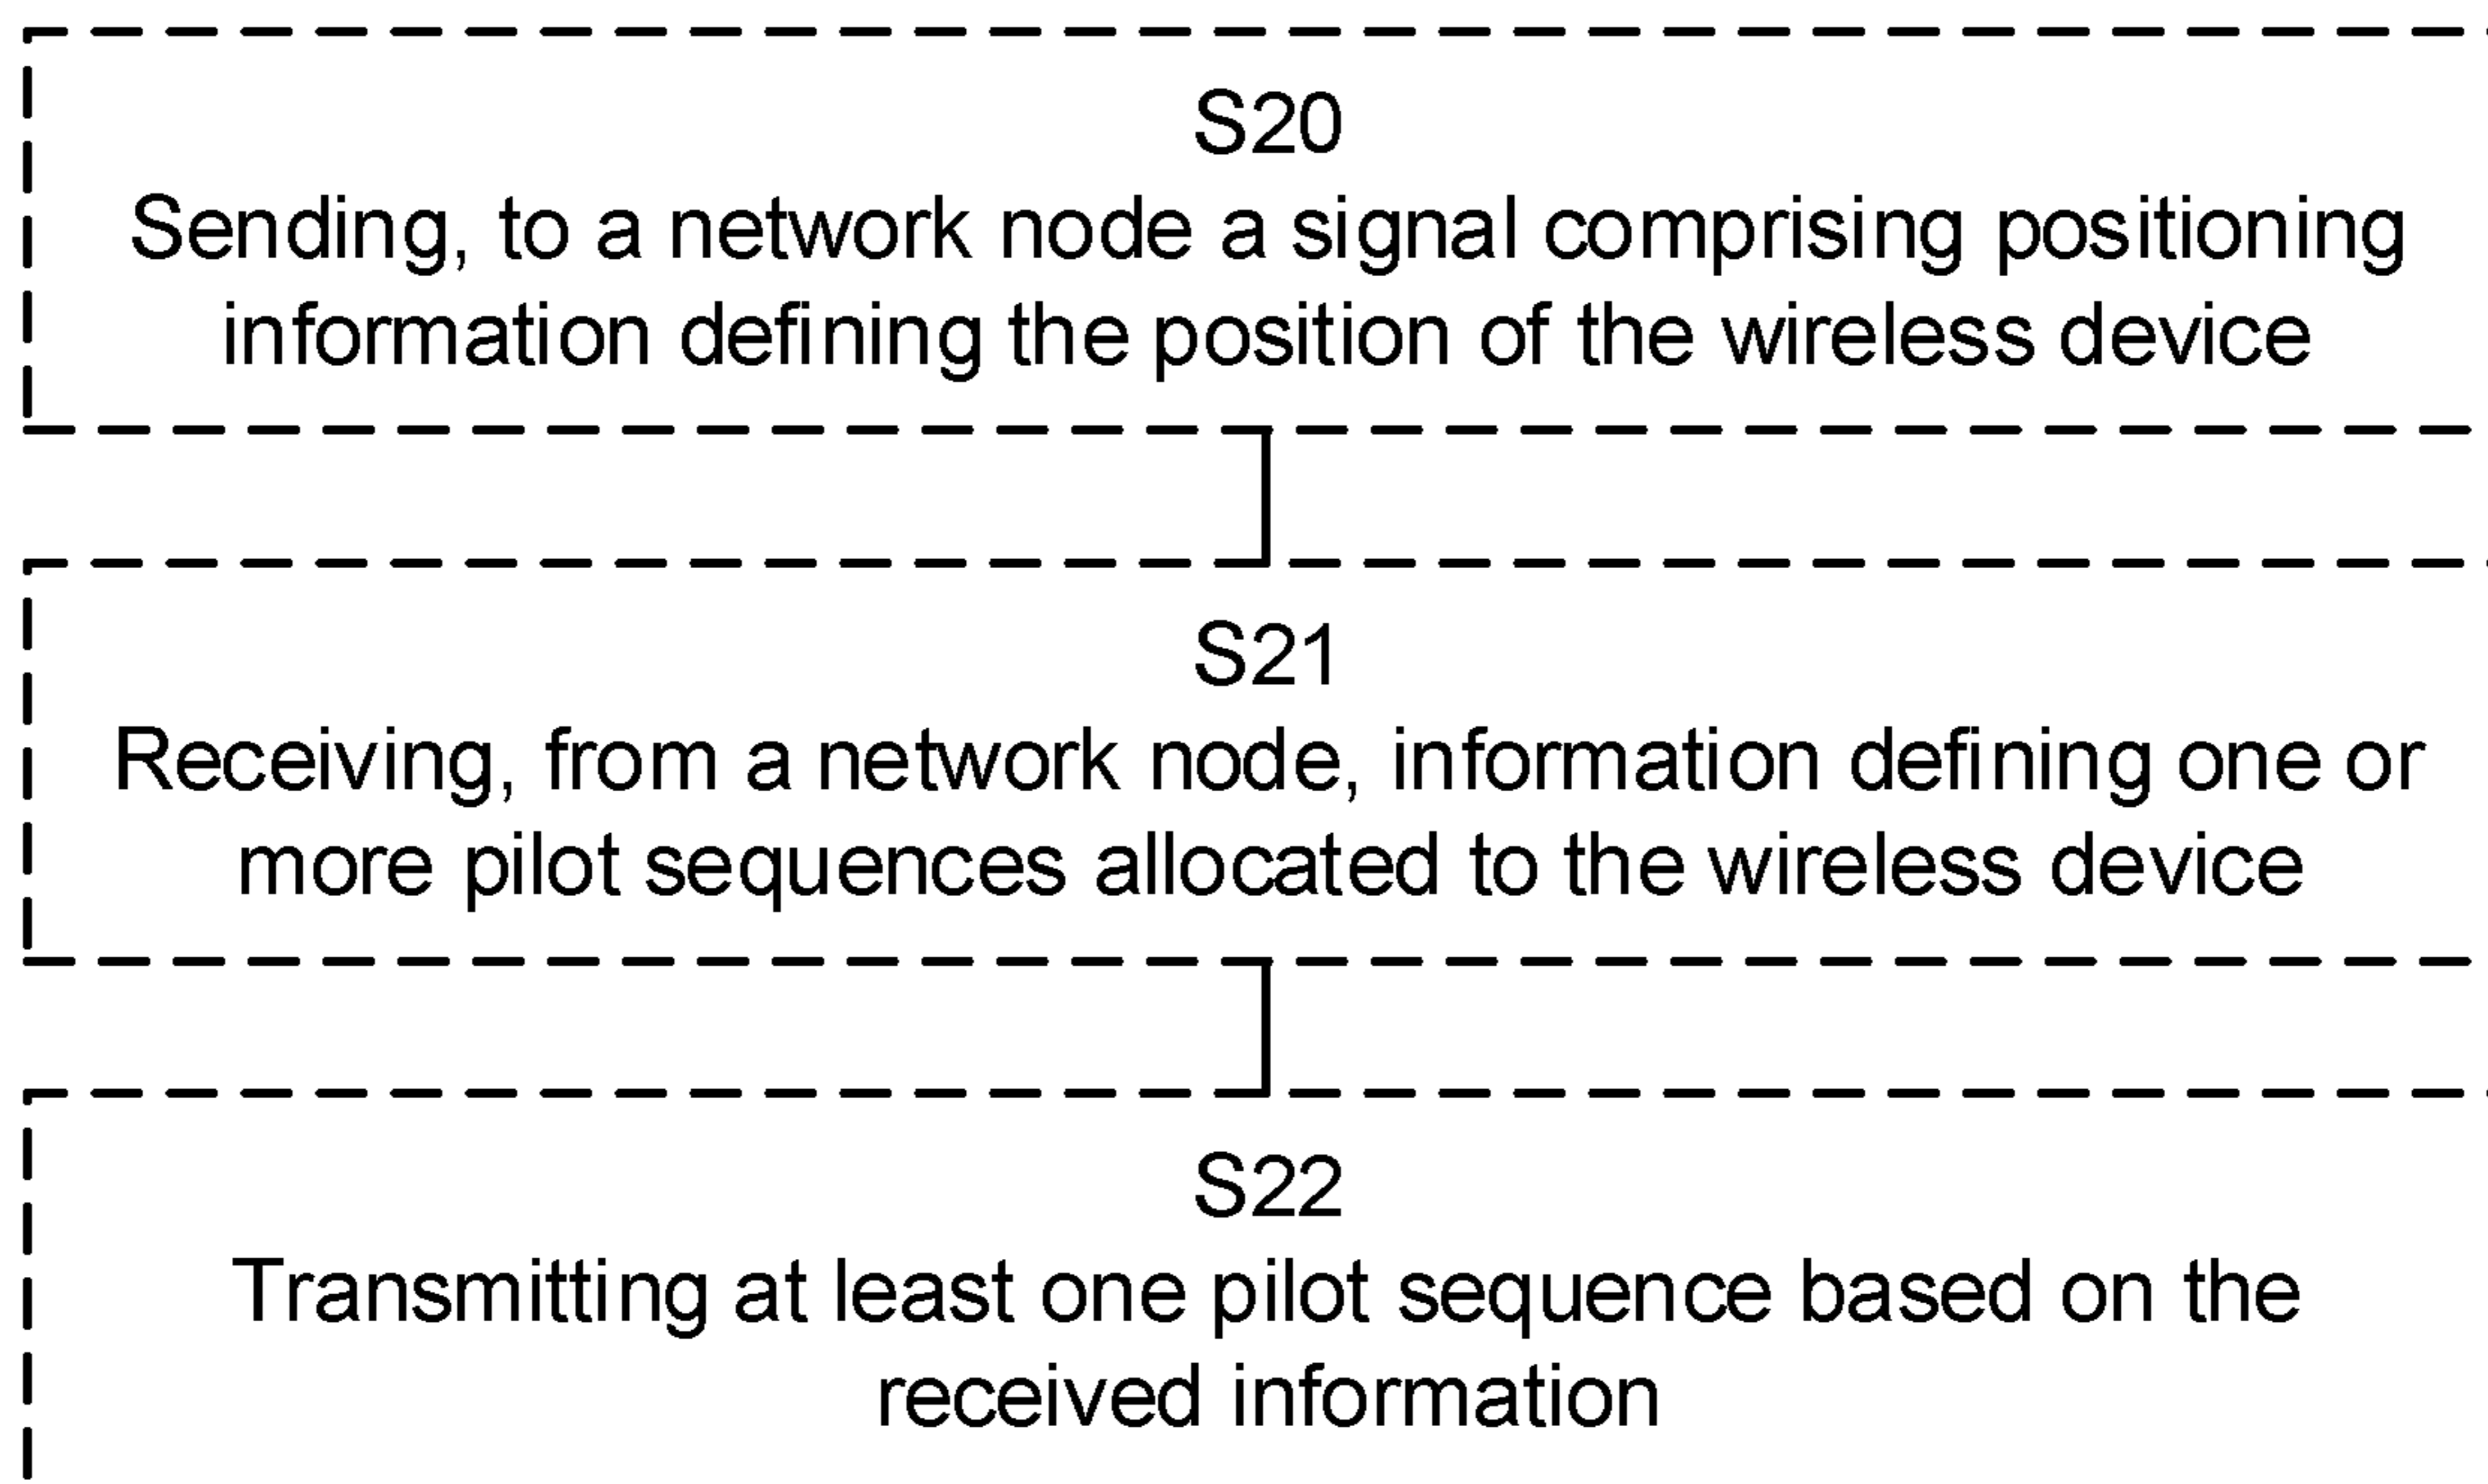 S20
Sending, to a network node a signal comprising positioning
information defining the position of the wireless device
S21
Receiving, from a network node, information defining one or
more pilot sequences allocated to the wireless device
S22
Transmitting at least one pilot sequence based on the
received information